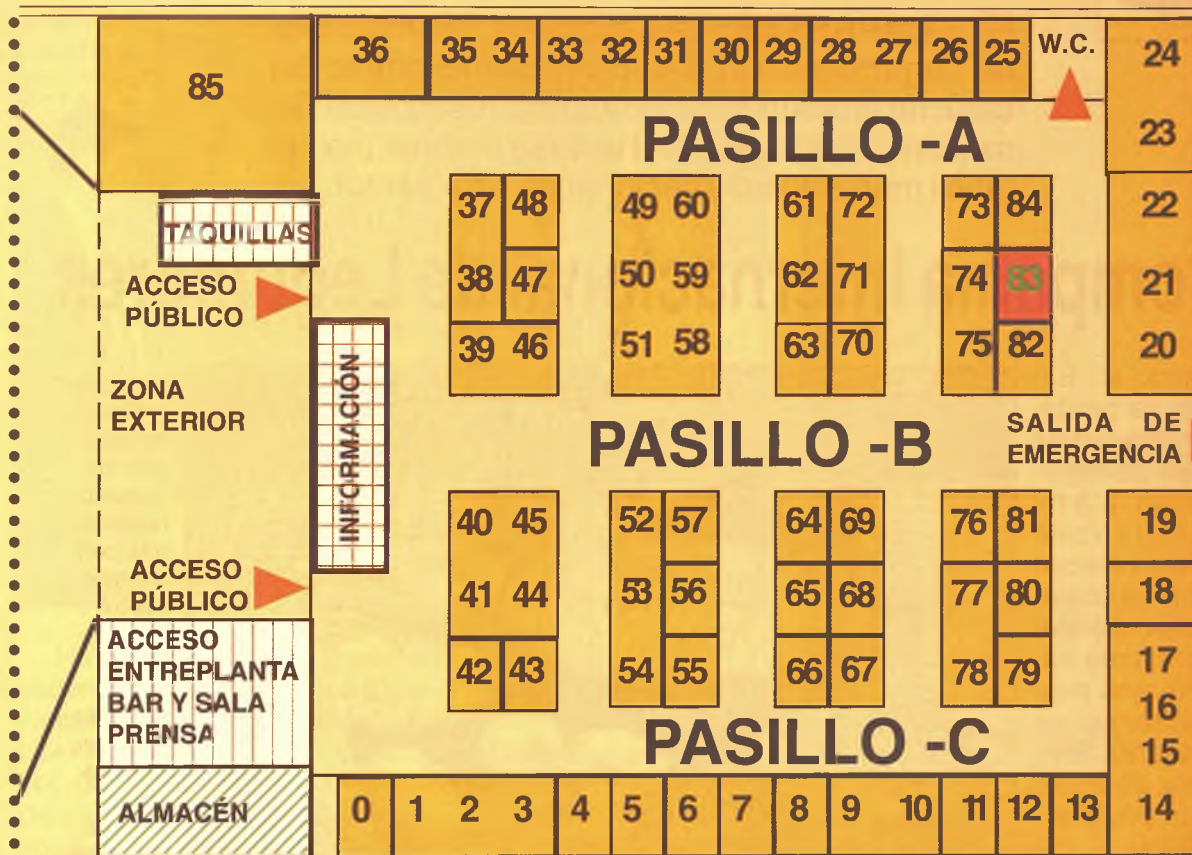 85
36 35 34 33 32 31 30 29 28 27 26 25 W.C. 24
23
PASILLO -A
TAQUILLAS
ACCESO
PÚBLICO
ZONA
EXTERIOR
INFORMACIÓN
37 48 49 60 61 72 73 84 22
38 47 50 59 62 71 74 83 21
39 46 51 58 63 70 75 82 20
PASILLO -B
SALIDA DE
EMERGENCIA
40 45 52 57 64 69 76 81 19
41 44 53 56 65 68 77 80 18
42 43 54 55 66 67 78 79 17
16
15
ACCESO
PÚBLICO
ACCESO
ENTREPLANTA
BAR Y SALA
PRENSA
PASILLO -C
ALMACÉN
0 1 2 3 4 5 6 7 8 9 10 11 12 13 14